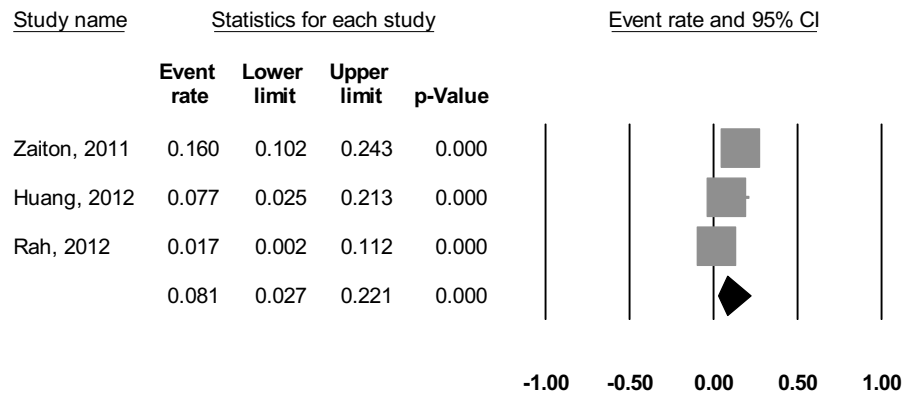 Study name Statistics for each study Event rate and 95% CI
Event Lower Upper
rate limit limit p-Value
Zaiton, 2011 0.160 0.102 0.243 0.000
Huang, 2012 0.077 0.025 0.213 0.000
Rah, 2012 0.017 0.002 0.112 0.000
0.081 0.027 0.221 0.000
-1.00 -0.50 0.00 0.50 1.00